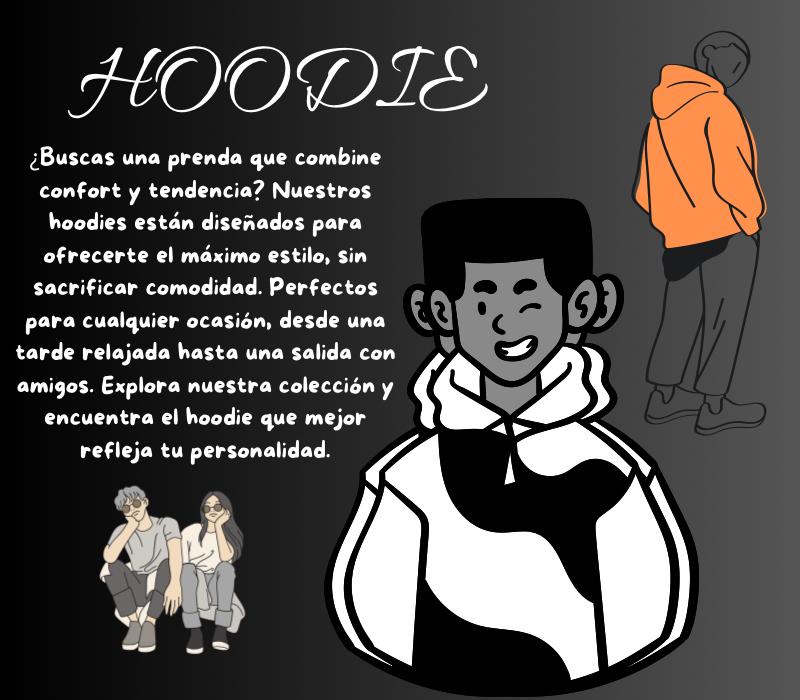 HOODIE
¿Buscas una prenda que combine
confort y tendencia? Nuestros
hoodies están diseñados para
ofrecerte el máximo estilo, sin
sacrificar comodidad. Perfectos
para cualquier ocasión, desde una
tarde relajada hasta una salida con
amigos. Explora nuestra colección y
encuentra el hoodie que mejor
refleja tu personalidad.